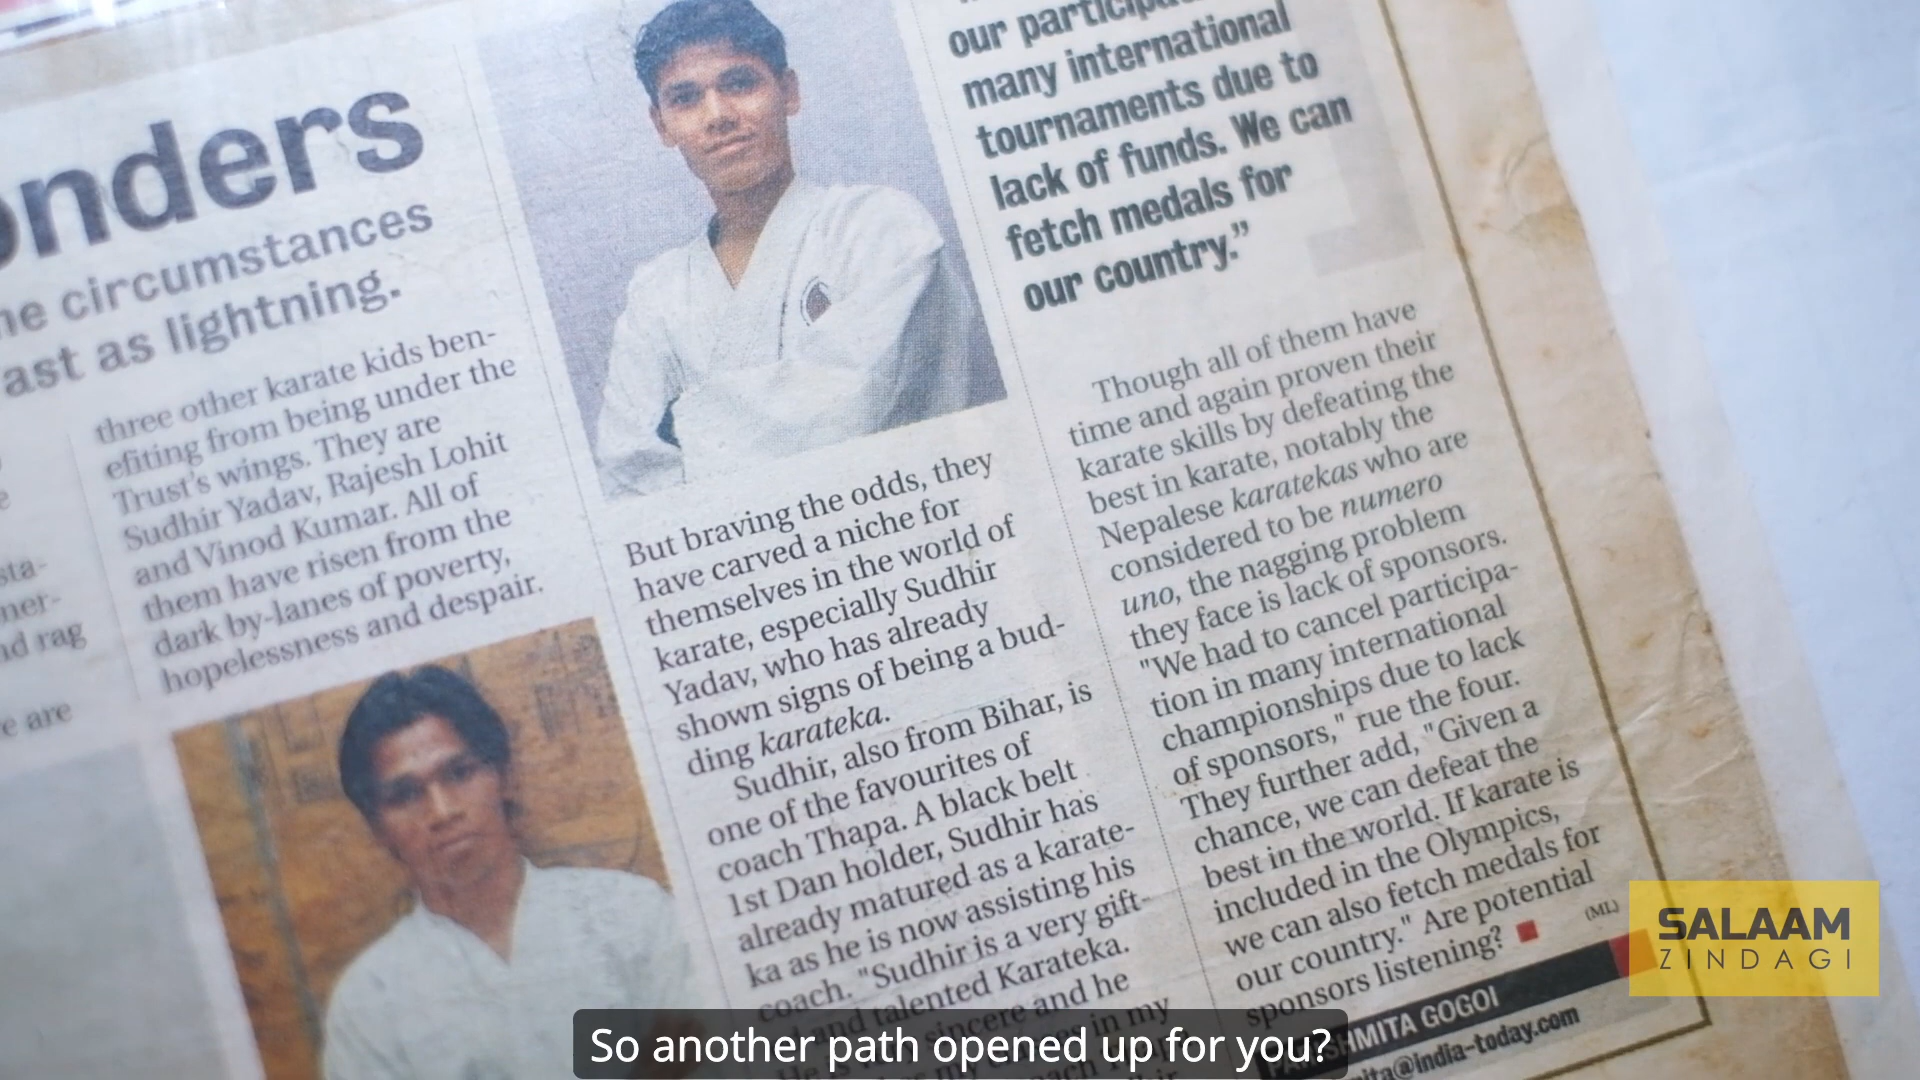 onders
circumstances
ast as lightning.
three other karate kids ben-
efiting from being under the
Trust's wings. They are
Sudhir Yadav, Rajesh Lohit
and Vinod Kumar. All of
them have risen from the
dark by-lanes of poverty,
hopelessness and despair.
sta-
mer-
nd rag
e are
But braving the odds, they
have carved a niche for
themselves in the world of
karate, especially Sudhir
Yadav, who has already
shown signs of being a bud-
ding karateka.
Sudhir, also from Bihar, is
one of the favourites of
coach Thapa. A black belt
1st Dan holder, Sudhir has
already matured as a karate-
ka as he is now assisting his
coach. "Sudhir is a very gift-
and talented Karateka.
sincere and he
in my
our
many international
tournaments due to
lack of funds. We can
fetch medals for
our country.”
Though all of them have
time and again proven their
karate skills by defeating the
best in karate, notably the
Nepalese karatekas who are
considered to be numero
uno, the nagging problem
they face is lack of sponsors.
"We had to cancel participa-
tion in many international
championships due to lack
of sponsors," rue the four.
They further add, "Given a
chance, we can defeat the
best in the world. If karate is
included in the Olympics,
we can also fetch medals for
our country." Are potential
sponsors listening?
(ML)
SHMITA GOGOI
ita@india-today.com
SALAAM
ZINDAGI
So another path opened up for you?